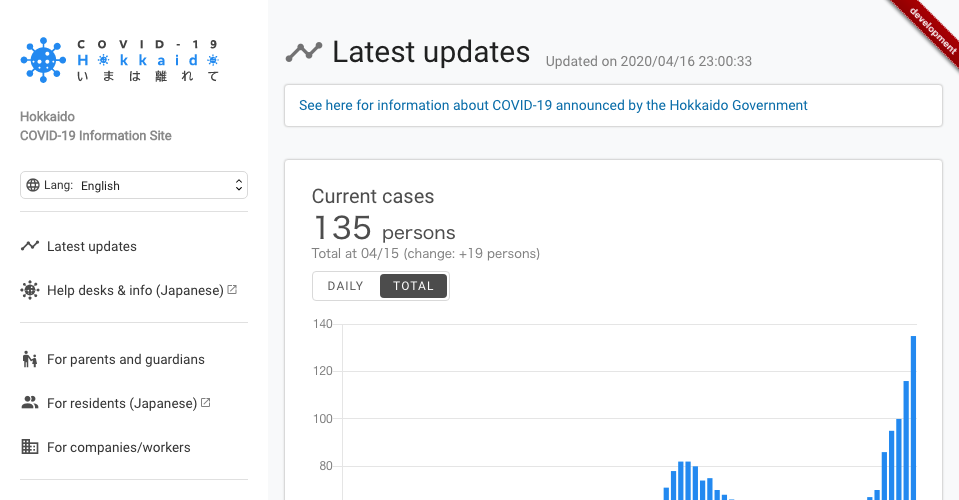 COVID-19
Hokkaido
いまは離れて
Hokkaido
COVID-19 Information Site
Lang: English
Latest updates
Help desks & info (Japanese)
For parents and guardians
For residents (Japanese)
For companies/workers
development
Latest updates
Updated on 2020/04/16 23:00:33
See here for information about COVID-19 announced by the Hokkaido Government
Current cases
135 persons
Total at 04/15 (change: +19 persons)
DAILY TOTAL
140
120
100
80